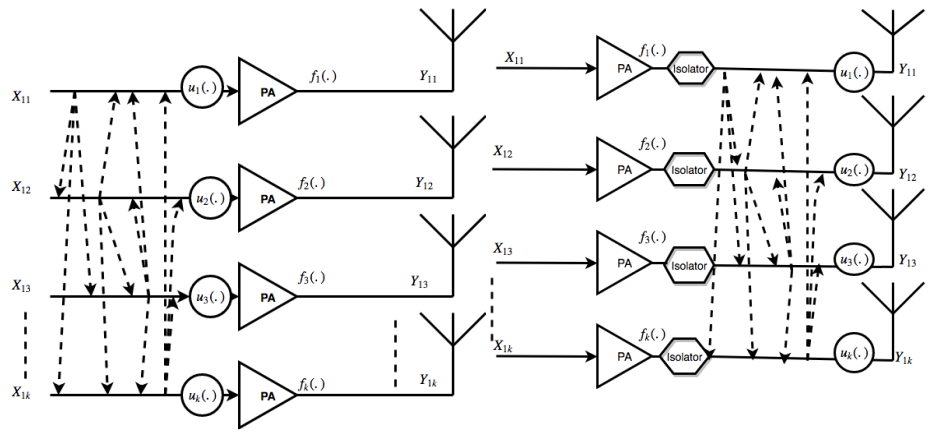 X₁₁ u₁(.) PA f₁(.) Y₁₁
X₁₂ u₂(.) PA f₂(.) Y₁₂
X₁₃ u₃(.) PA f₃(.) Y₁₃
X₁ₖ uₖ(.) PA fₖ(.) Y₁ₖ
X₁₁ PA f₁(.) Isolator u₁(.) Y₁₁
X₁₂ PA f₂(.) Isolator u₂(.) Y₁₂
X₁₃ PA f₃(.) Isolator u₃(.) Y₁₃
X₁ₖ PA fₖ(.) Isolator uₖ(.) Y₁ₖ